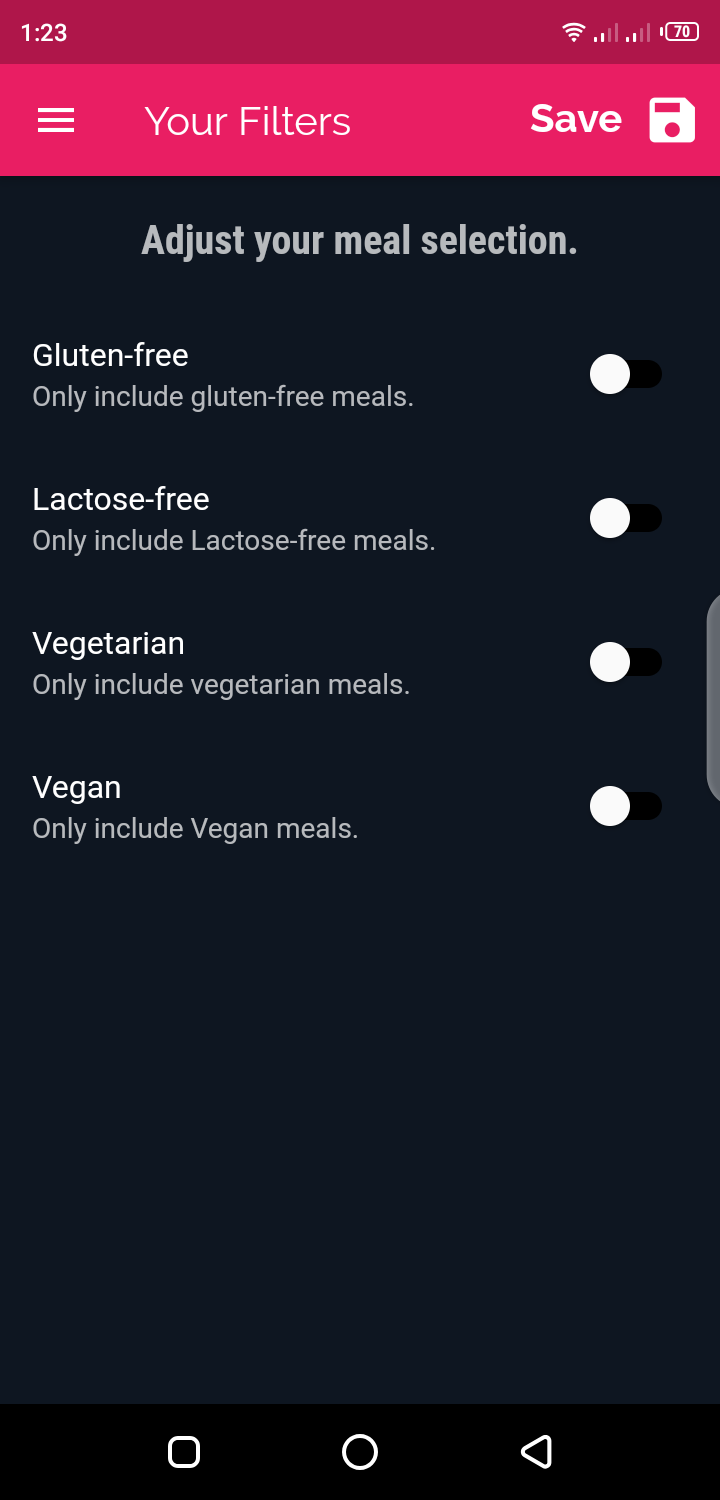 1:23
70
Your Filters
Save
Adjust your meal selection.
Gluten-free
Only include gluten-free meals.
Lactose-free
Only include Lactose-free meals.
Vegetarian
Only include vegetarian meals.
Vegan
Only include Vegan meals.